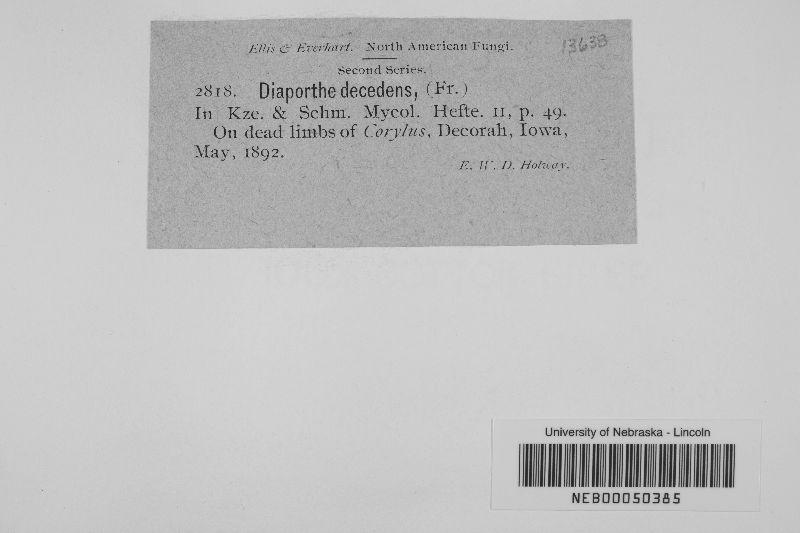 Ellis & Everhart. North American Fungi.
13638
Second Series.
2818. Diaporthe decedens, (Fr.)
In Kze. & Schm. Mycol. Hefte. II, p. 49.
On dead limbs of Corylus, Decorah, Iowa,
May, 1892.
E. W. D. Holway.
University of Nebraska - Lincoln
NEB00050385